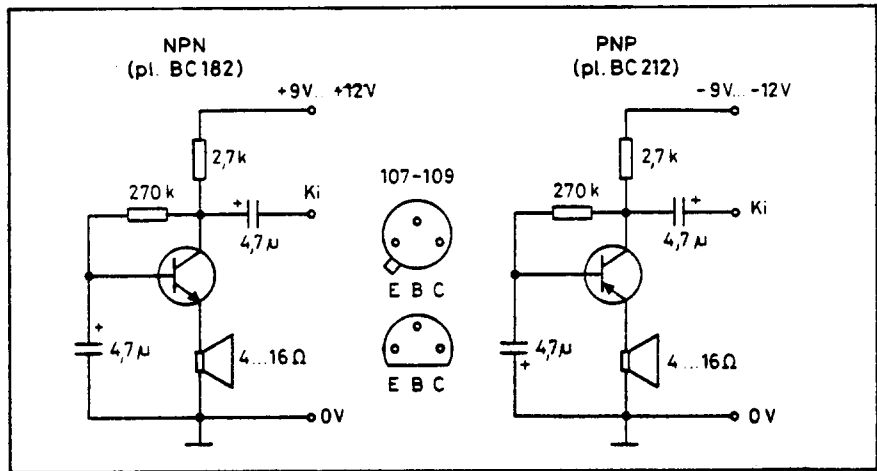 NPN
(pl. BC182)
+9V... +12V
2,7k
270k
+
Ki
4,7µ
+
4,7µ
4...16Ω
0V
107-109
E B C
E B C
PNP
(pl. BC212)
-9V... -12V
2,7k
270k
+
Ki
4,7µ
4,7µ
+
4...16Ω
0V